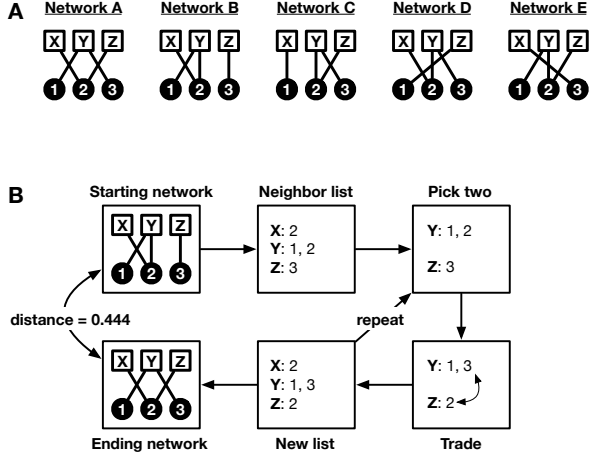 A
Network A Network B Network C Network D Network E
X Y Z X Y Z X Y Z X Y Z X Y Z
1 2 3 1 2 3 1 2 3 1 2 3 1 2 3
B
Starting network Neighbor list Pick two
X Y Z
1 2 3
X: 2
Y: 1, 2
Z: 3
Y: 1, 2
Z: 3
distance = 0.444
repeat
X Y Z
1 2 3
X: 2
Y: 1, 3
Z: 2
Y: 1, 3
Z: 2
Ending network New list Trade